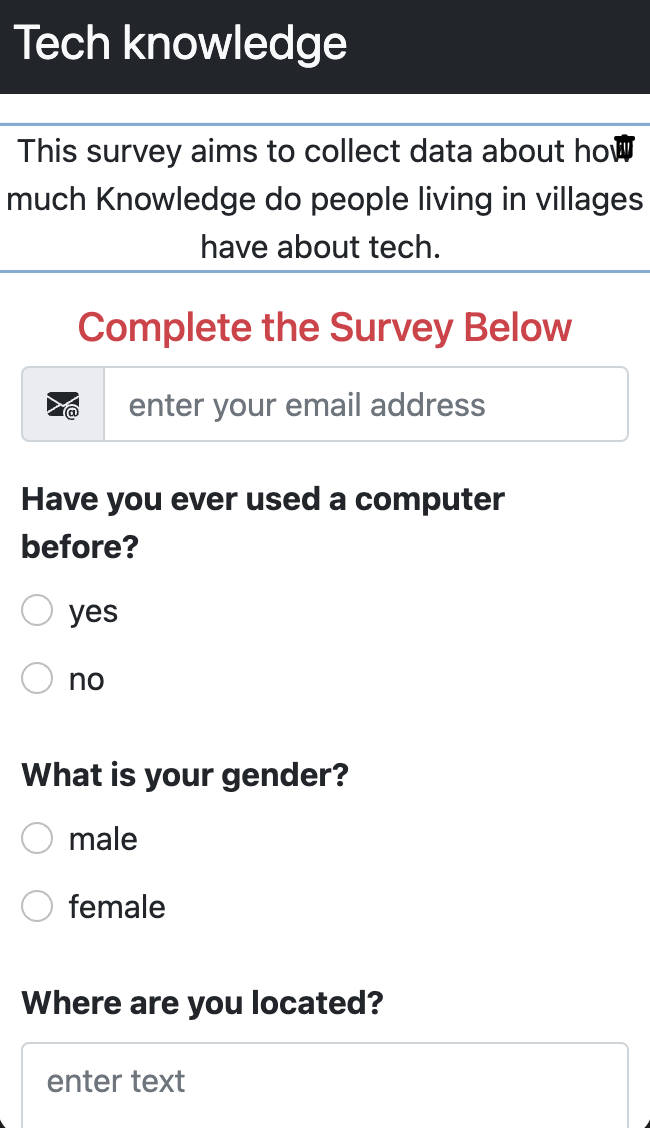 Tech knowledge
This survey aims to collect data about how
much Knowledge do people living in villages
have about tech.
Complete the Survey Below
enter your email address
Have you ever used a computer
before?
yes
no
What is your gender?
male
female
Where are you located?
enter text